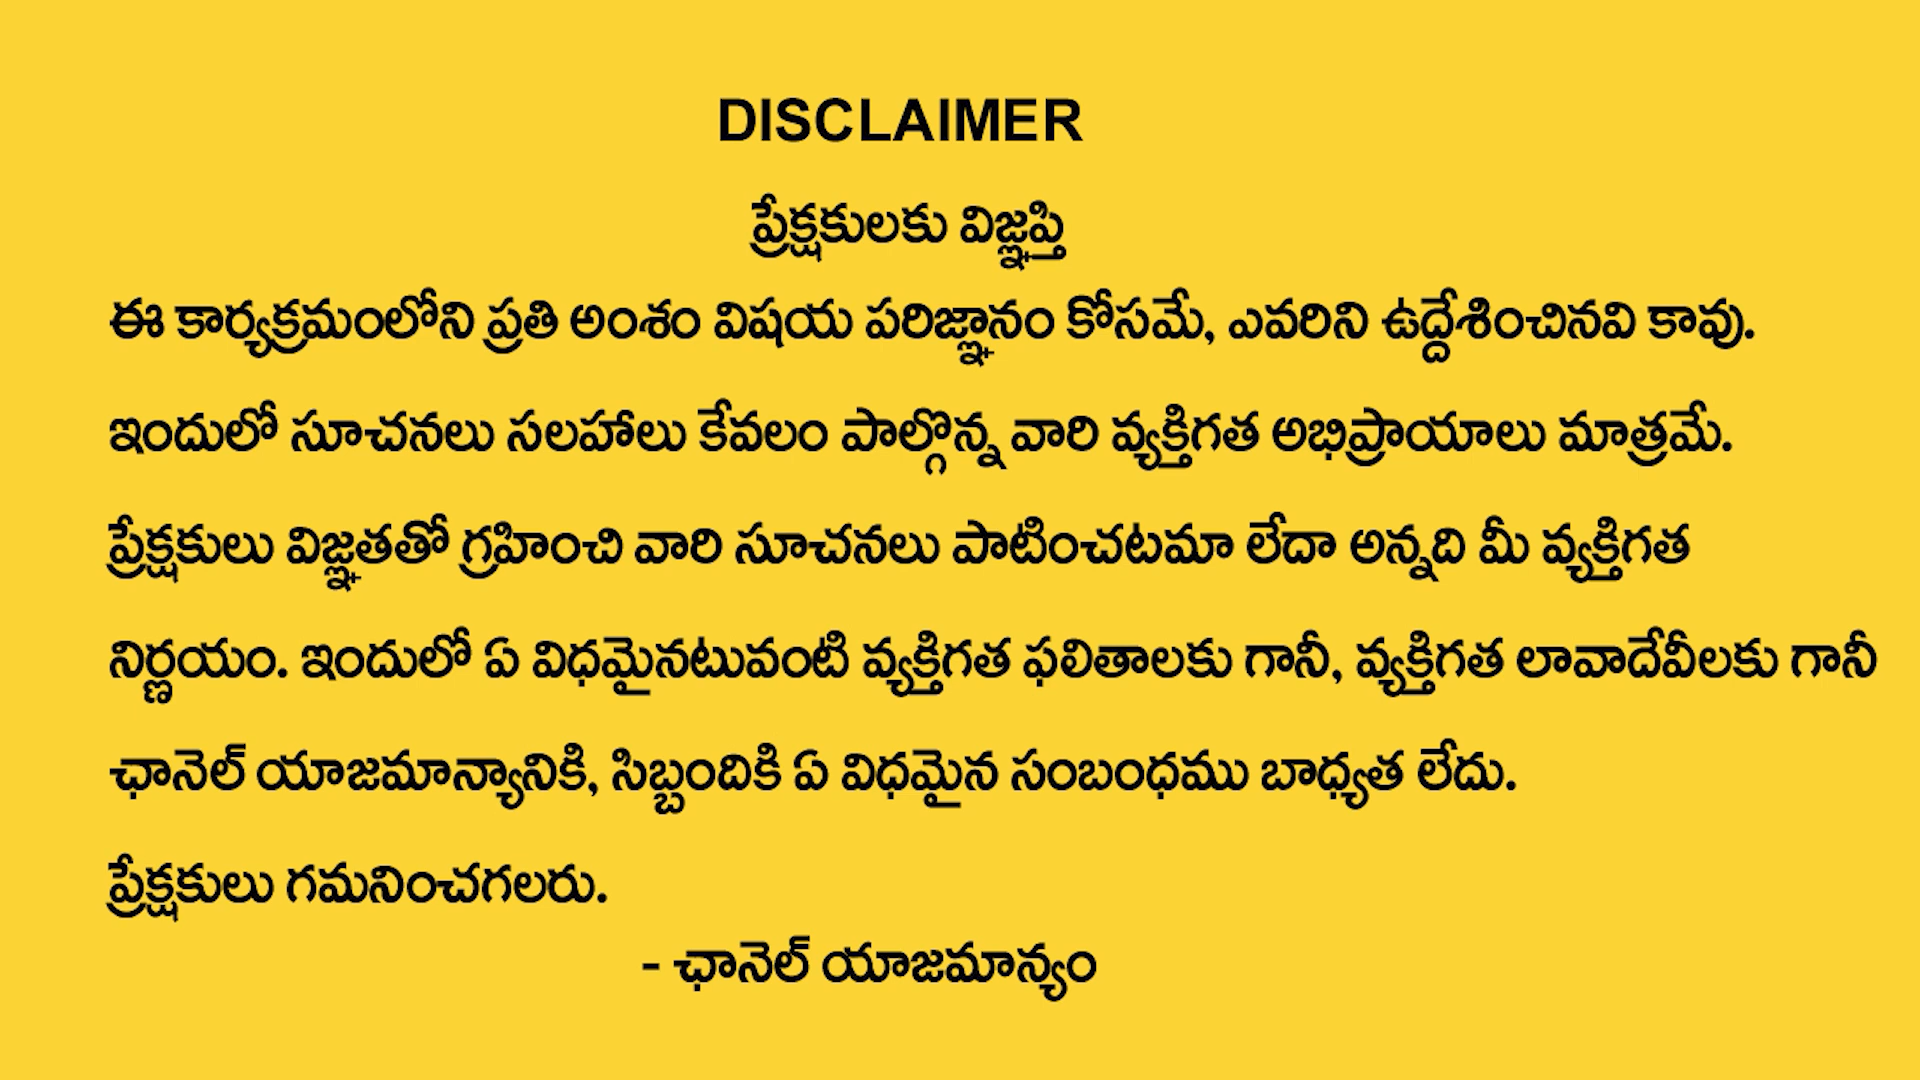 DISCLAIMER
ప్రేక్షకులకు విజ్ఞప్తి
ఈ కార్యక్రమంలోని ప్రతి అంశం విషయ పరిజ్ఞానం కోసమే, ఎవరిని ఉద్దేశించినవి కావు.
ఇందులో సూచనలు సలహాలు కేవలం పాల్గొన్న వారి వ్యక్తిగత అభిప్రాయాలు మాత్రమే.
ప్రేక్షకులు విజ్ఞతతో గ్రహించి వారి సూచనలు పాటించటమా లేదా అన్నది మీ వ్యక్తిగత
నిర్ణయం. ఇందులో ఏ విధమైనటువంటి వ్యక్తిగత ఫలితాలకు గానీ, వ్యక్తిగత లావాదేవీలకు గానీ
ఛానెల్ యాజమాన్యానికి, సిబ్బందికి ఏ విధమైన సంబంధము బాధ్యత లేదు.
ప్రేక్షకులు గమనించగలరు.
- ఛానెల్ యాజమాన్యం